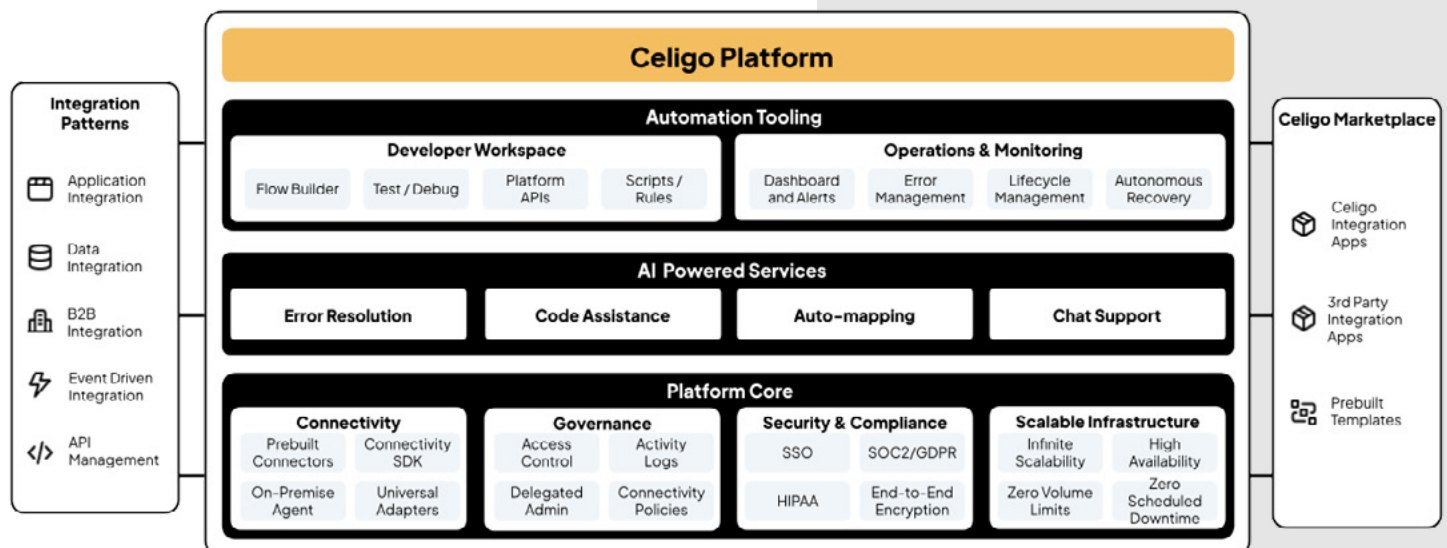 Celigo Platform
Integration
Patterns
Application
Integration
Data
Integration
B2B
Integration
Event Driven
Integration
API
Management
Automation Tooling
Developer Workspace
Flow Builder
Test / Debug
Platform
APIs
Scripts /
Rules
Operations & Monitoring
Dashboard
and Alerts
Error
Management
Lifecycle
Management
Autonomous
Recovery
AI Powered Services
Error Resolution
Code Assistance
Auto-mapping
Chat Support
Platform Core
Connectivity
Prebuilt
Connectors
Connectivity
SDK
On-Premise
Agent
Universal
Adapters
Governance
Access
Control
Activity
Logs
Delegated
Admin
Connectivity
Policies
Security & Compliance
SSO
SOC2/GDPR
HIPAA
End-to-End
Encryption
Scalable Infrastructure
Infinite
Scalability
High
Availability
Zero Volume
Limits
Zero
Scheduled
Downtime
Celigo Marketplace
Celigo
Integration
Apps
3rd Party
Integration
Apps
Prebuilt
Templates